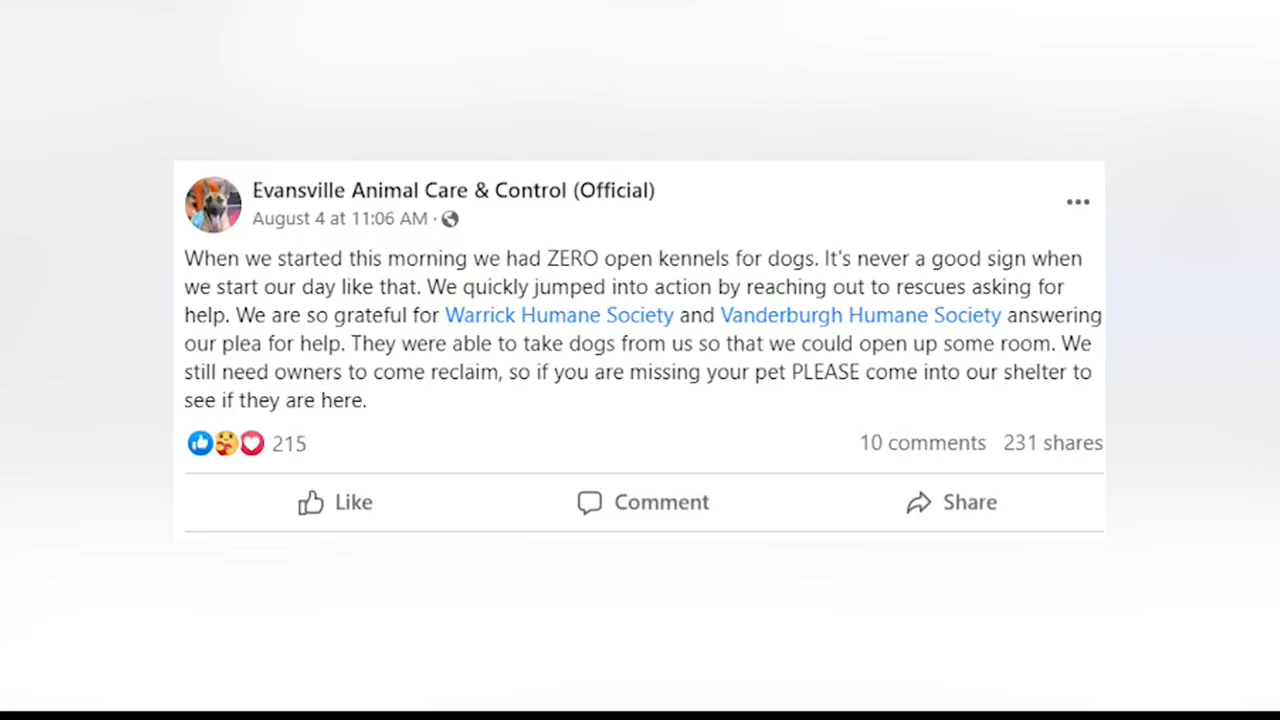 Evansville Animal Care & Control (Official)
August 4 at 11:06 AM ·
When we started this morning we had ZERO open kennels for dogs. It's never a good sign when
we start our day like that. We quickly jumped into action by reaching out to rescues asking for
help. We are so grateful for Warrick Humane Society and Vanderburgh Humane Society answering
our plea for help. They were able to take dogs from us so that we could open up some room. We
still need owners to come reclaim, so if you are missing your pet PLEASE come into our shelter to
see if they are here.
215 10 comments 231 shares
Like Comment Share